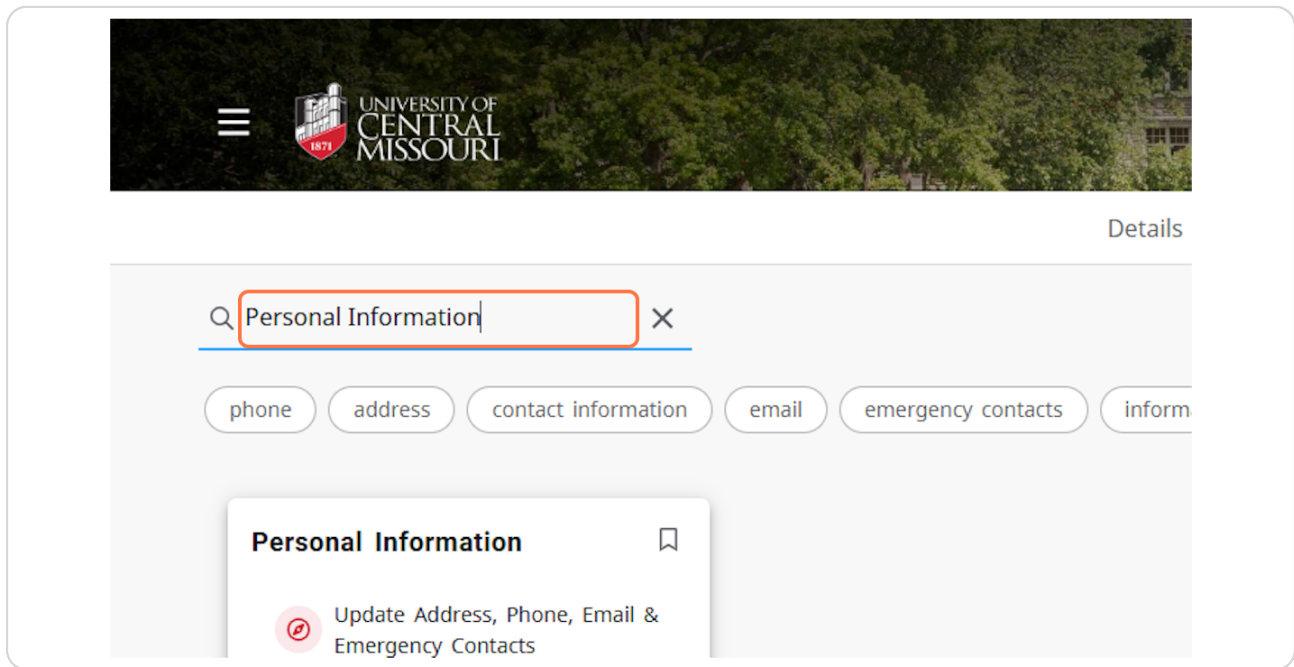 UNIVERSITY OF
CENTRAL
MISSOURI
1871
Details
Personal Information
phone address contact information email emergency contacts
Personal Information
Update Address, Phone, Email &
Emergency Contacts